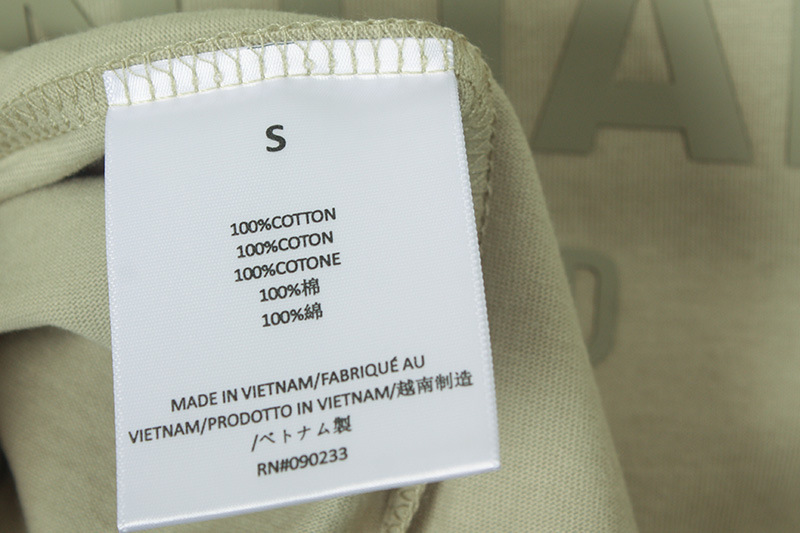 S
100%COTTON
100%COTON
100%COTONE
100%棉
100%綿
MADE IN VIETNAM/FABRIQUÉ AU
VIETNAM/PRODOTTO IN VIETNAM/越南制造
/ベトナム製
RN#090233